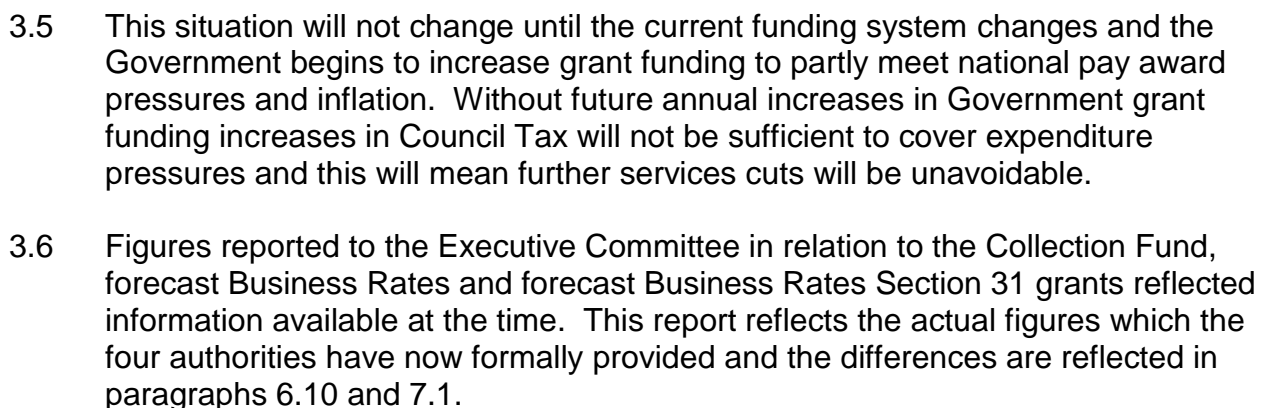 3.5 This situation will not change until the current funding system changes and the
Government begins to increase grant funding to partly meet national pay award
pressures and inflation.  Without future annual increases in Government grant
funding increases in Council Tax will not be sufficient to cover expenditure
pressures and this will mean further services cuts will be unavoidable.
3.6 Figures reported to the Executive Committee in relation to the Collection Fund,
forecast Business Rates and forecast Business Rates Section 31 grants reflected
information available at the time.  This report reflects the actual figures which the
four authorities have now formally provided and the differences are reflected in
paragraphs 6.10 and 7.1.